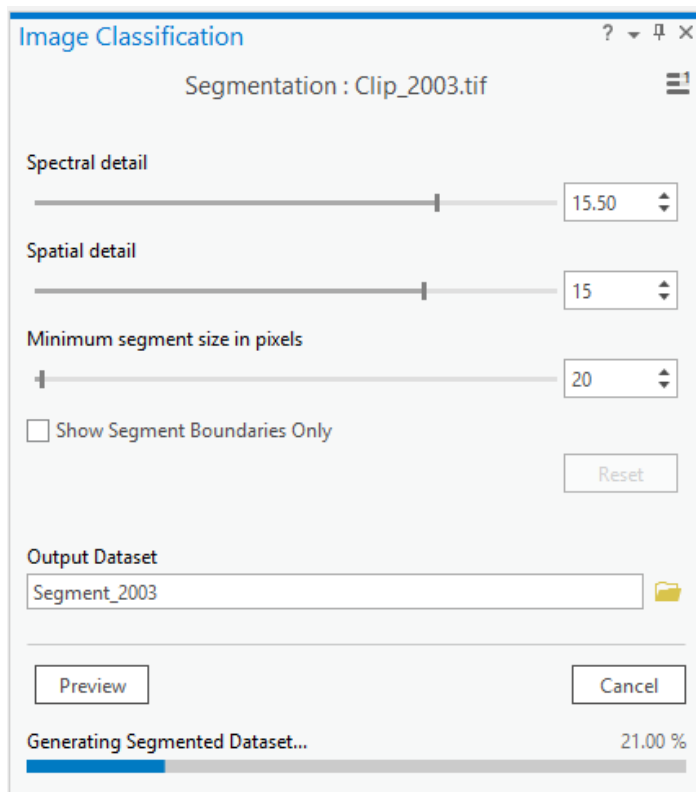 Image Classification
Segmentation : Clip_2003.tif
Spectral detail
15.50
Spatial detail
15
Minimum segment size in pixels
20
Show Segment Boundaries Only
Reset
Output Dataset
Segment_2003
Preview Cancel
Generating Segmented Dataset... 21.00 %